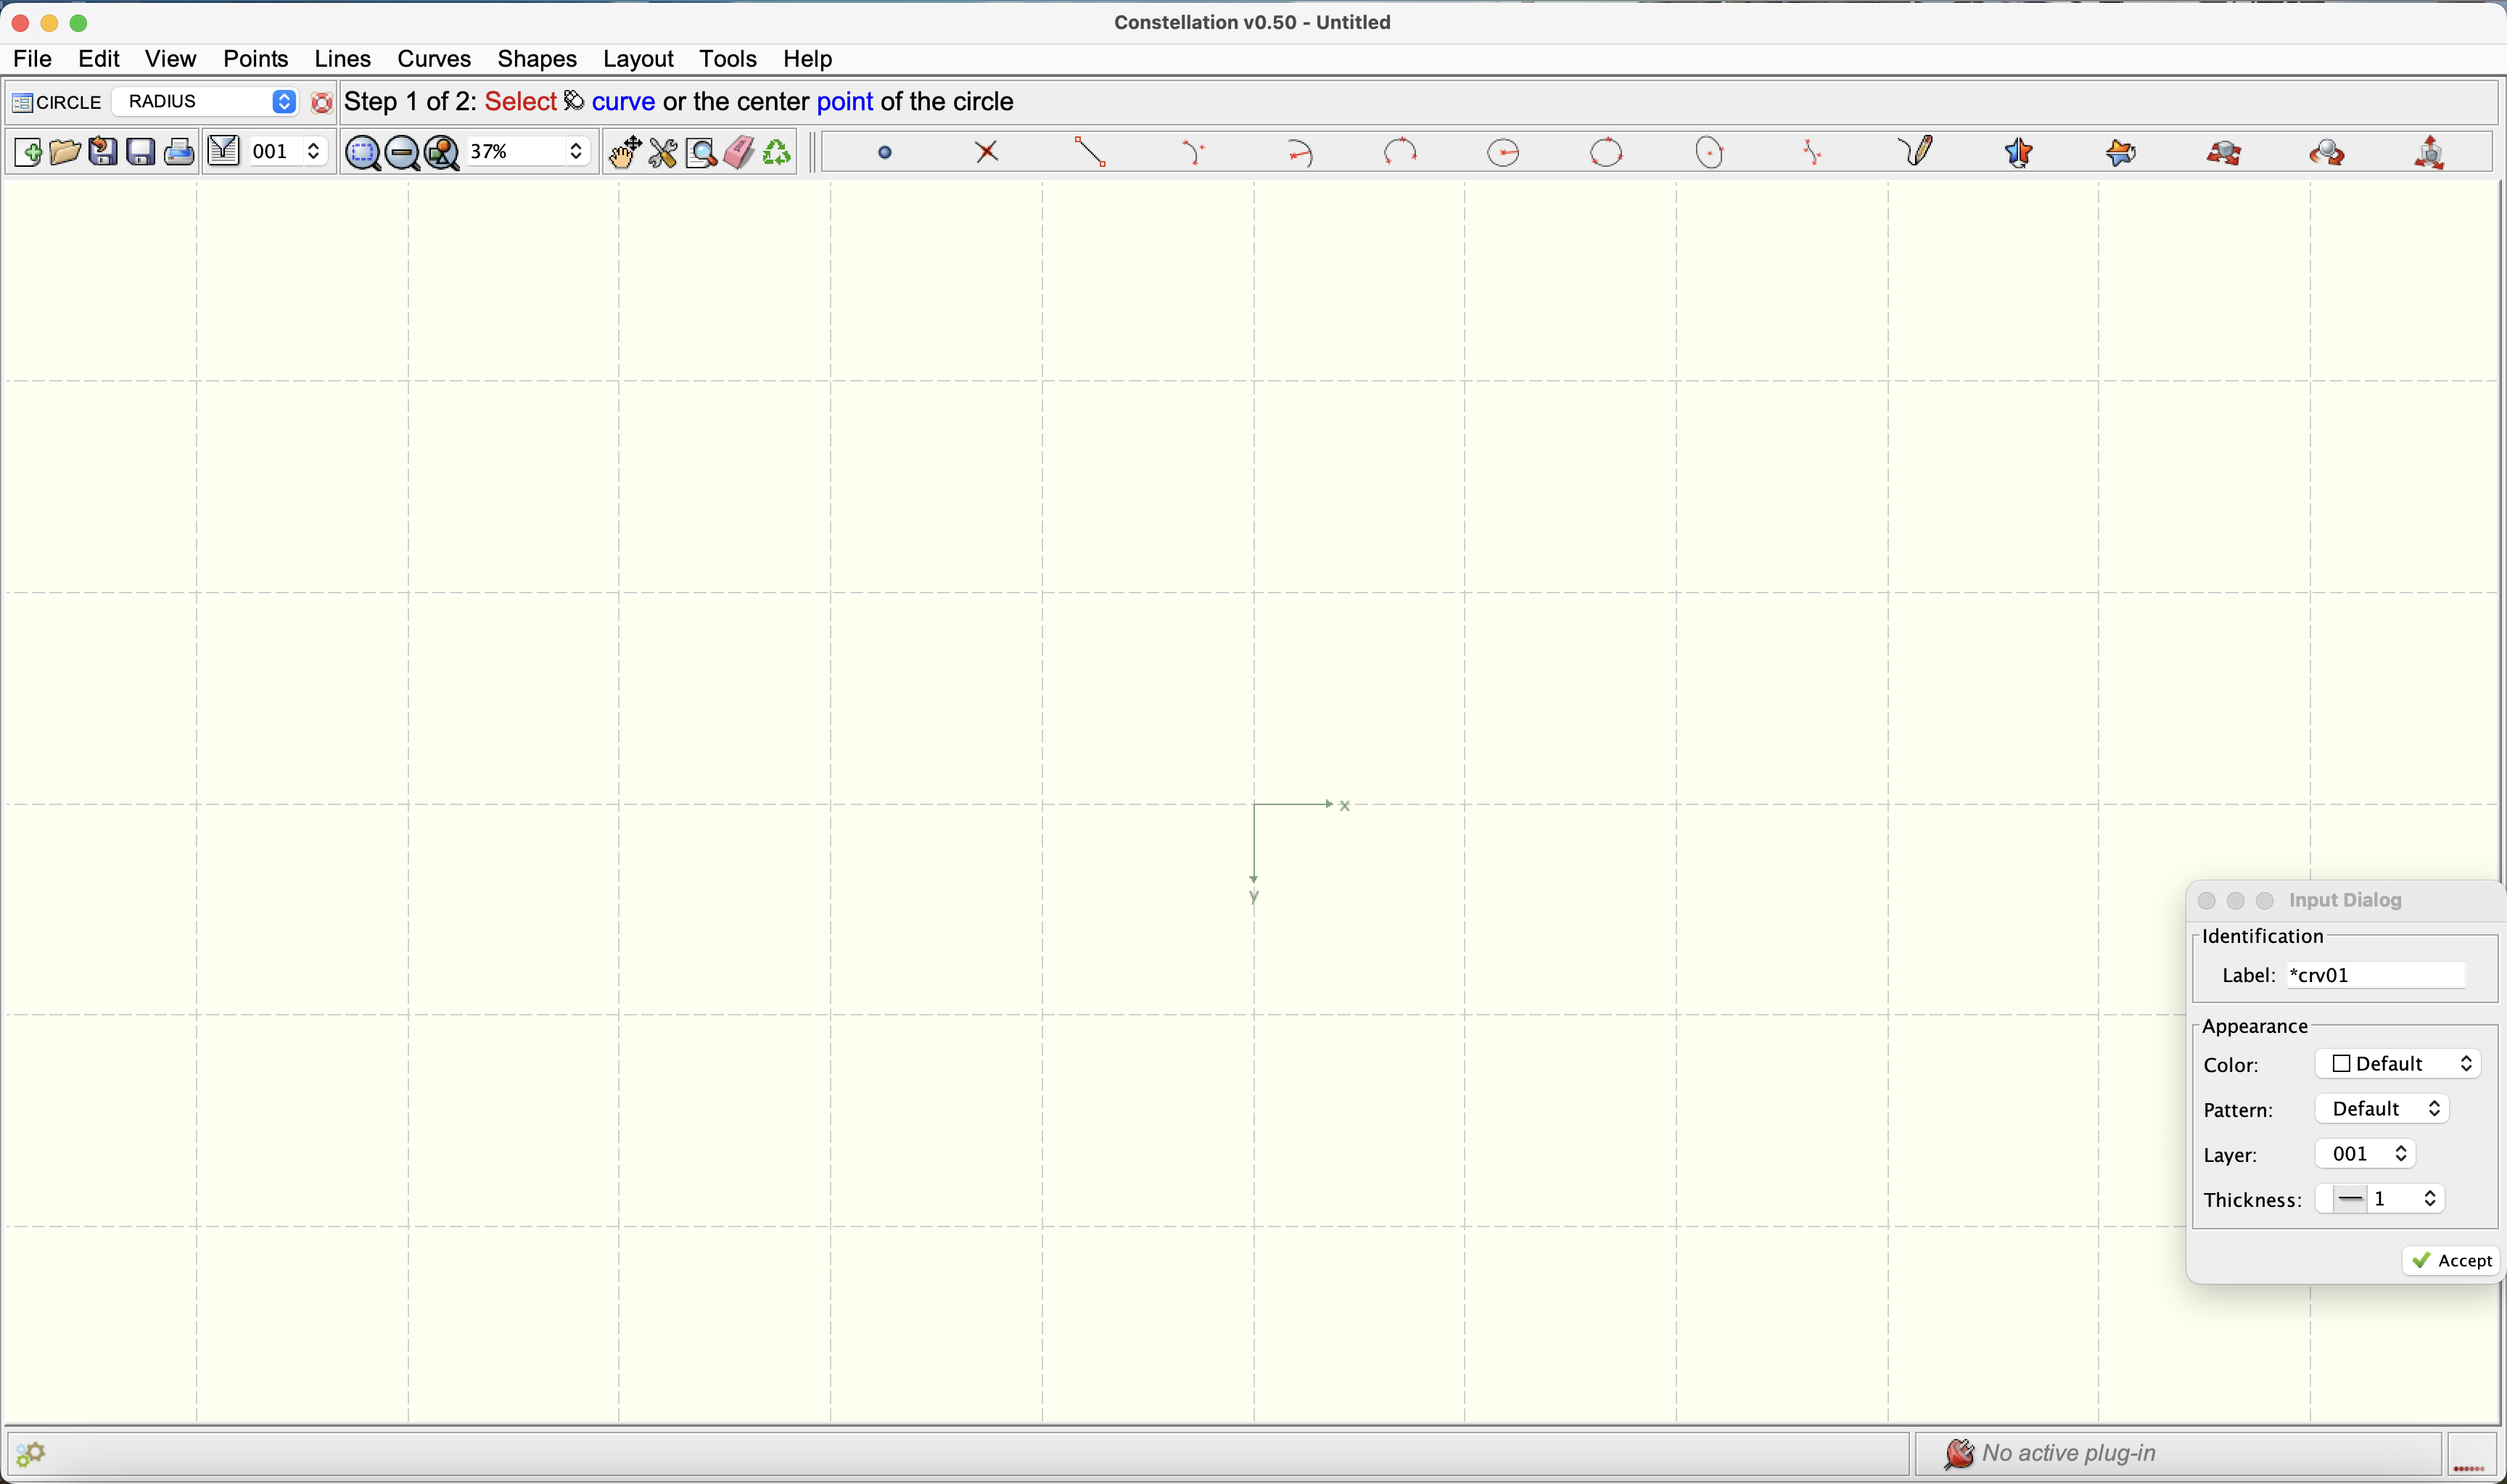 Constellation v0.50 - Untitled
File Edit View Points Lines Curves Shapes Layout Tools Help
CIRCLE RADIUS Step 1 of 2: Select curve or the center point of the circle
001 37%
x
y
Input Dialog
Identification
Label: *crv01
Appearance
Color: Default
Pattern: Default
Layer: 001
Thickness: 1
Accept
No active plug-in